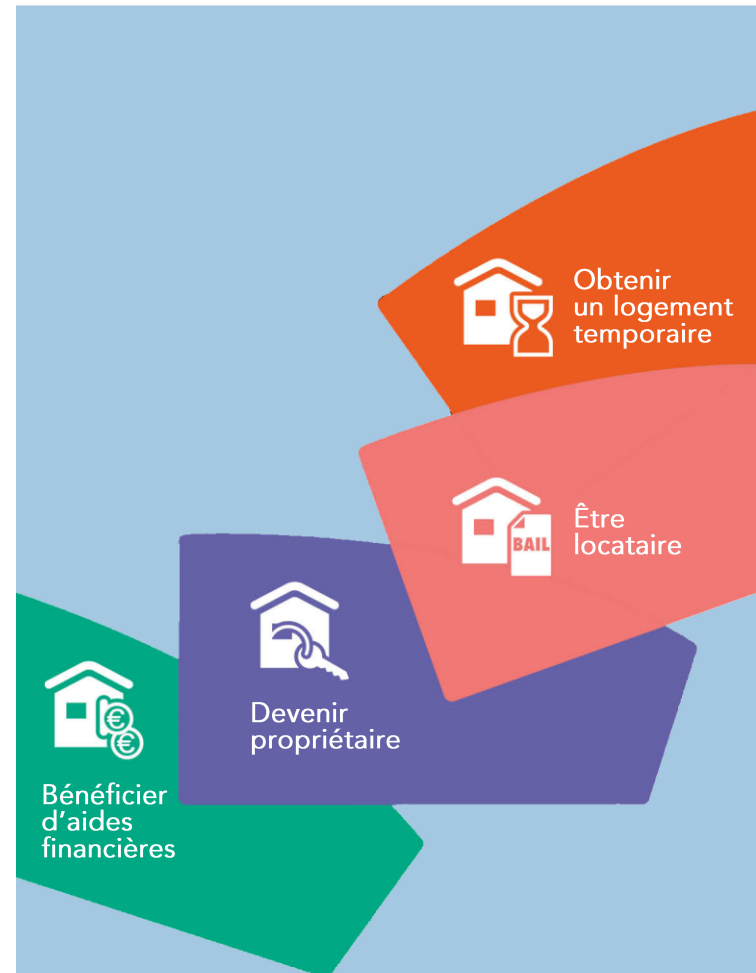 Obtenir
un logement
temporaire
BAIL
Être
locataire
Devenir
propriétaire
€
€
Bénéficier
d'aides
financières